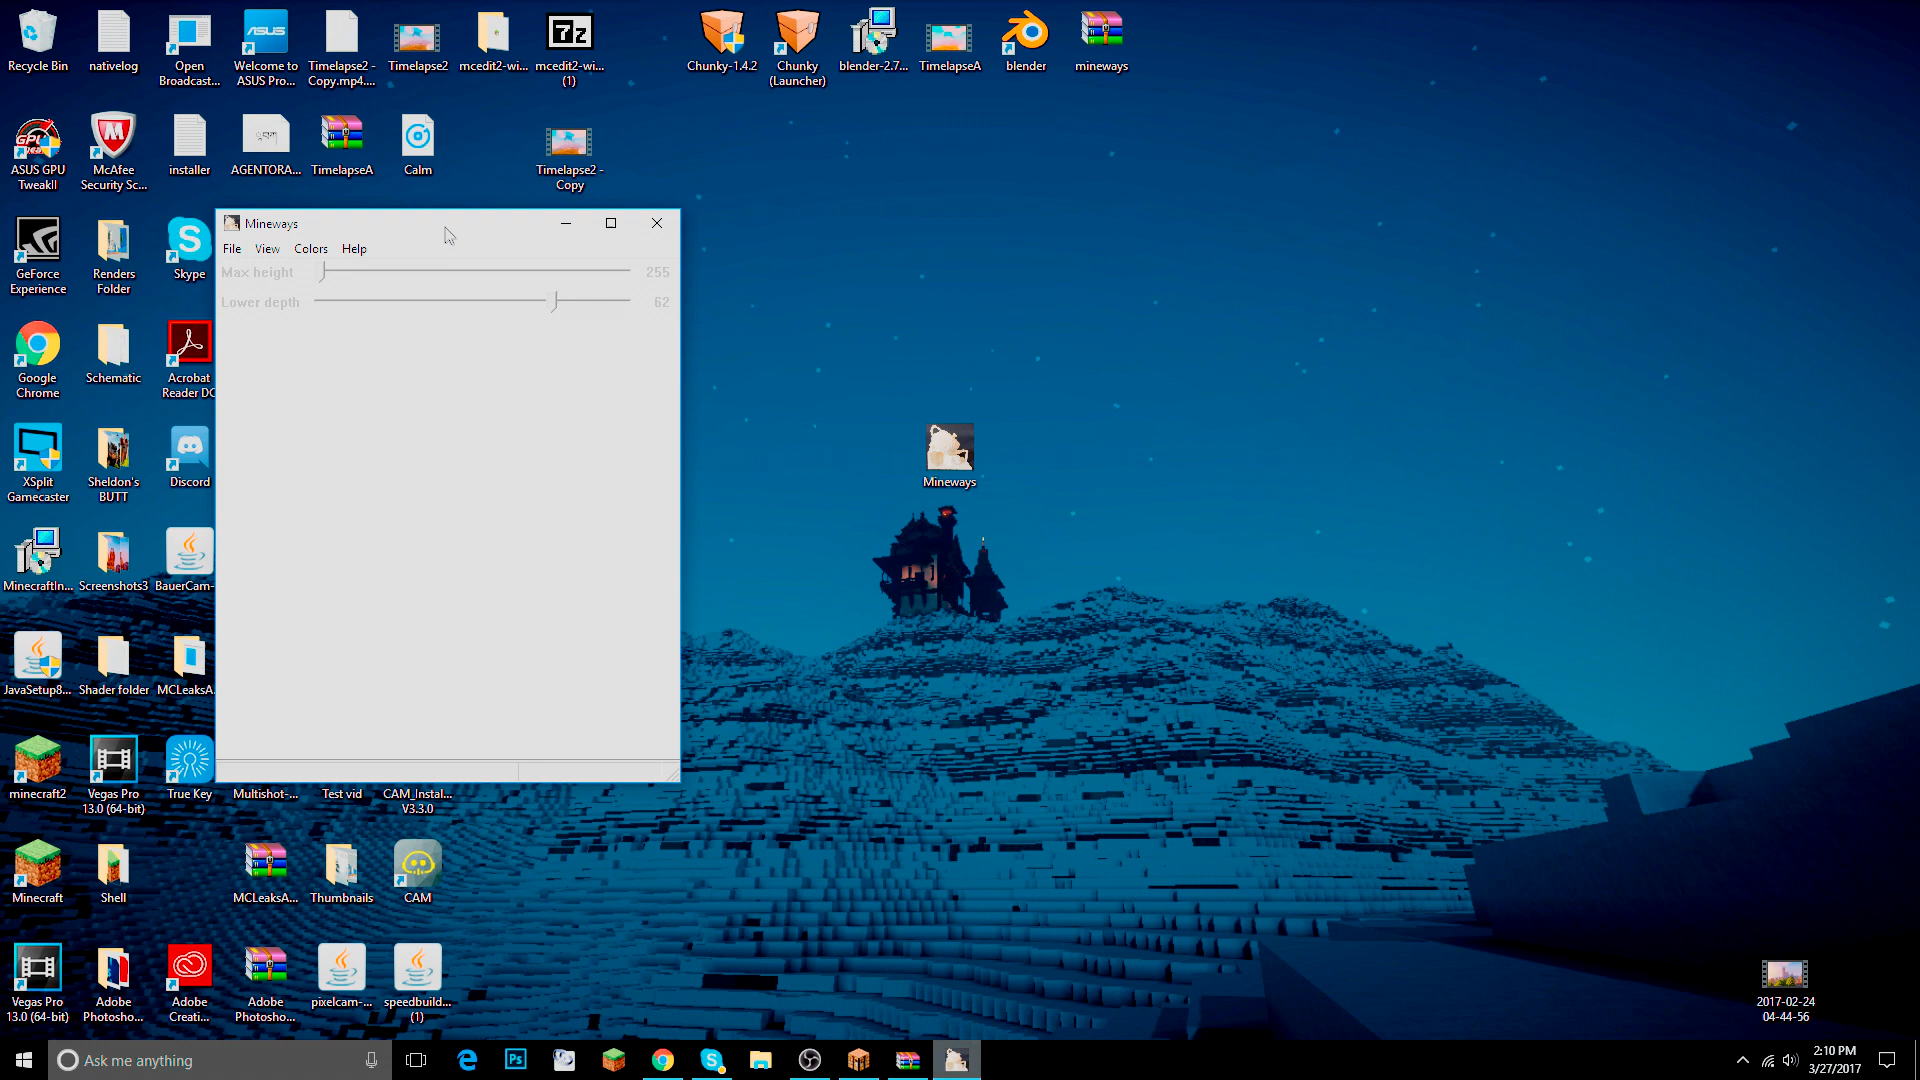 Recycle Bin
nativelog
Open
Broadcast...
Welcome to
ASUS Pro...
Timelapse2 -
Copy.mp4....
Timelapse2
mcedit2-wi...
mcedit2-wi...
(1)
Chunky-1.4.2
Chunky
(Launcher)
blender-2.7...
TimelapseA
blender
mineways
ASUS GPU
TweakII
McAfee
Security Sc...
installer
AGENTORA...
TimelapseA
Calm
Timelapse2 -
Copy
Mineways
File View Colors Help
Max height 255
Lower depth 62
GeForce
Experience
Renders
Folder
Skype
Google
Chrome
Schematic
Acrobat
Reader DC
XSplit
Gamecaster
Sheldon's
BUTT
Discord
Mineways
MinecraftIn...
Screenshots3
BauerCam-
JavaSetup8...
Shader folder
MCLeaksA.
minecraft2
Vegas Pro
13.0 (64-bit)
True Key
Multishot-...
Test vid
CAM_Instal...
V3.3.0
Minecraft
Shell
MCLeaksA...
Thumbnails
CAM
Vegas Pro
13.0 (64-bit)
Adobe
Photosho...
Adobe
Creati...
Adobe
Photosho...
pixelcam-...
speedbuild...
(1)
2017-02-24
04-44-56
Ask me anything
2:10 PM
3/27/2017